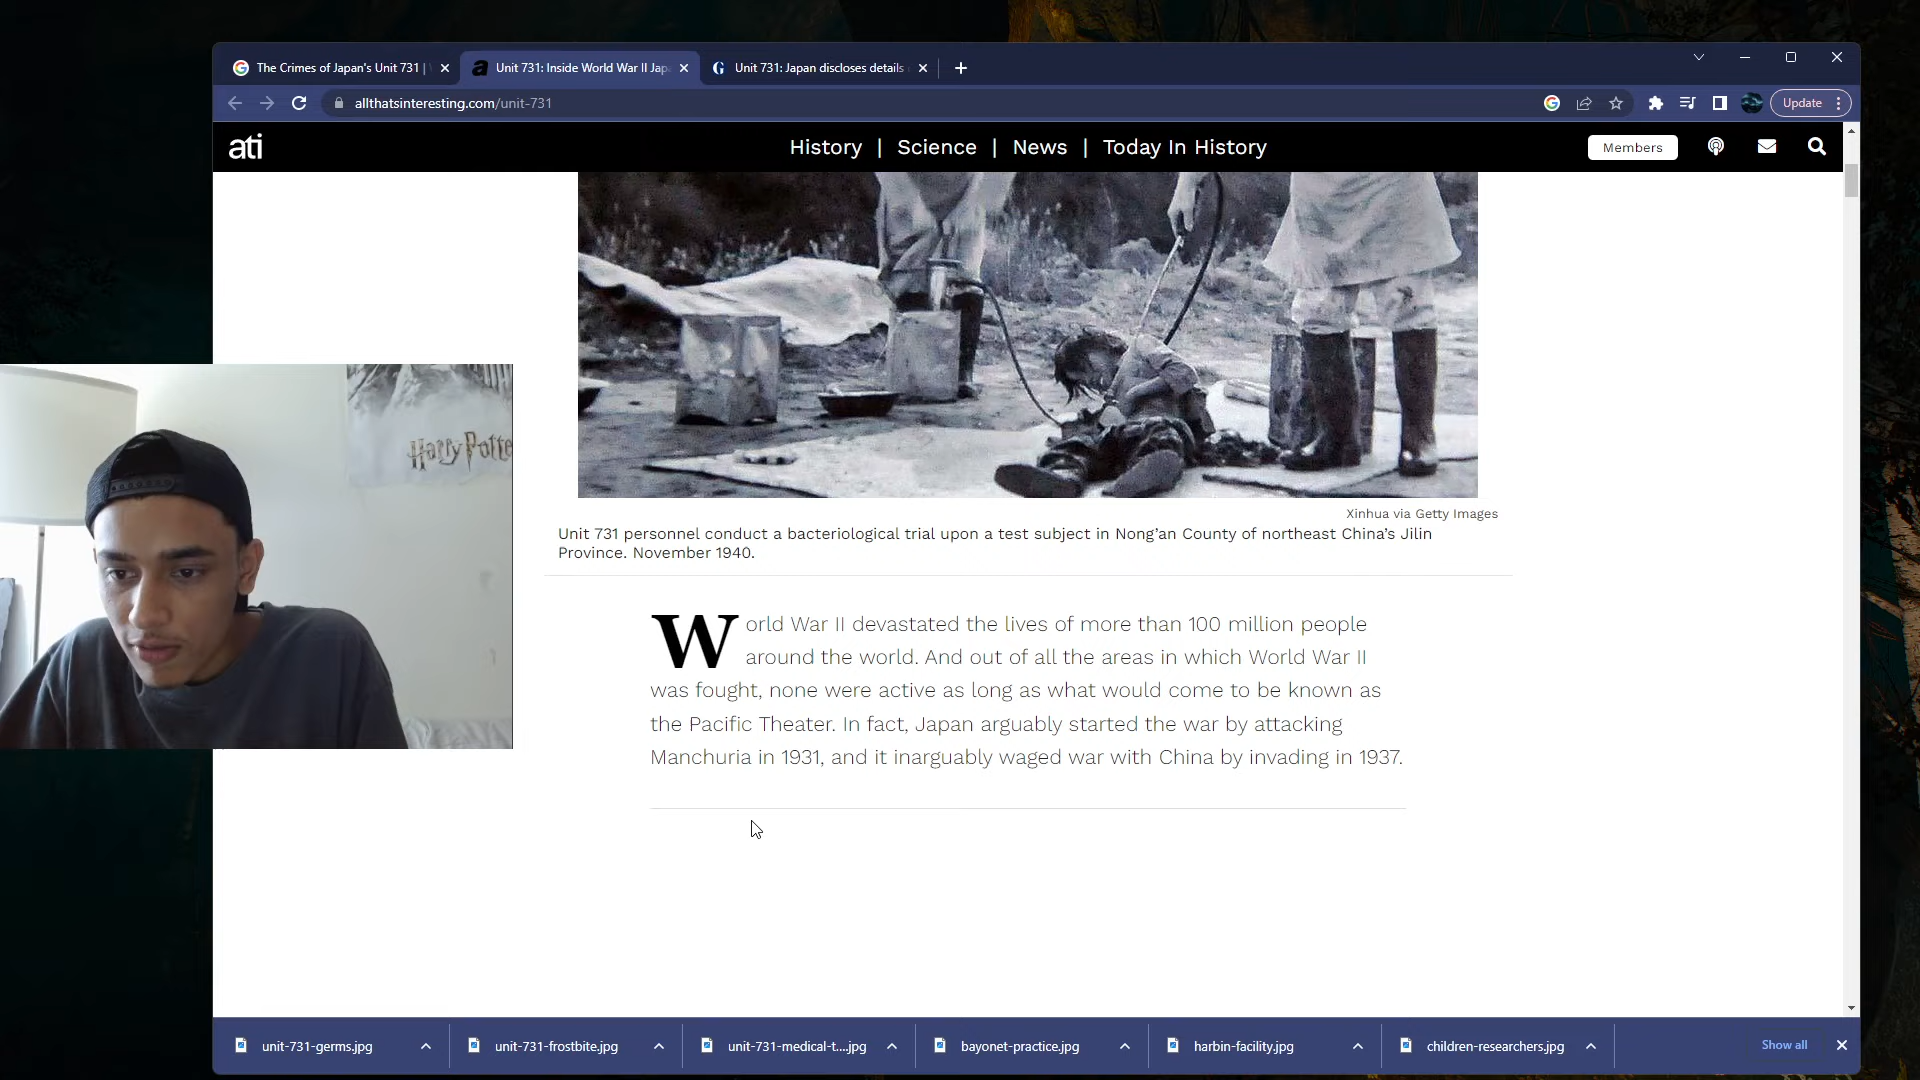 The Crimes of Japan's Unit 731 |
Unit 731: Inside World War II Jap
Unit 731: Japan discloses details
allthatsinteresting.com/unit-731
Update
ati
History | Science | News | Today In History
Members
Harry Potte
Xinhua via Getty Images
Unit 731 personnel conduct a bacteriological trial upon a test subject in Nong’an County of northeast China’s Jilin
Province. November 1940.
World War II devastated the lives of more than 100 million people
around the world. And out of all the areas in which World War II
was fought, none were active as long as what would come to be known as
the Pacific Theater. In fact, Japan arguably started the war by attacking
Manchuria in 1931, and it inarguably waged war with China by invading in 1937.
unit-731-germs.jpg
unit-731-frostbite.jpg
unit-731-medical-t....jpg
bayonet-practice.jpg
harbin-facility.jpg
children-researchers.jpg
Show all